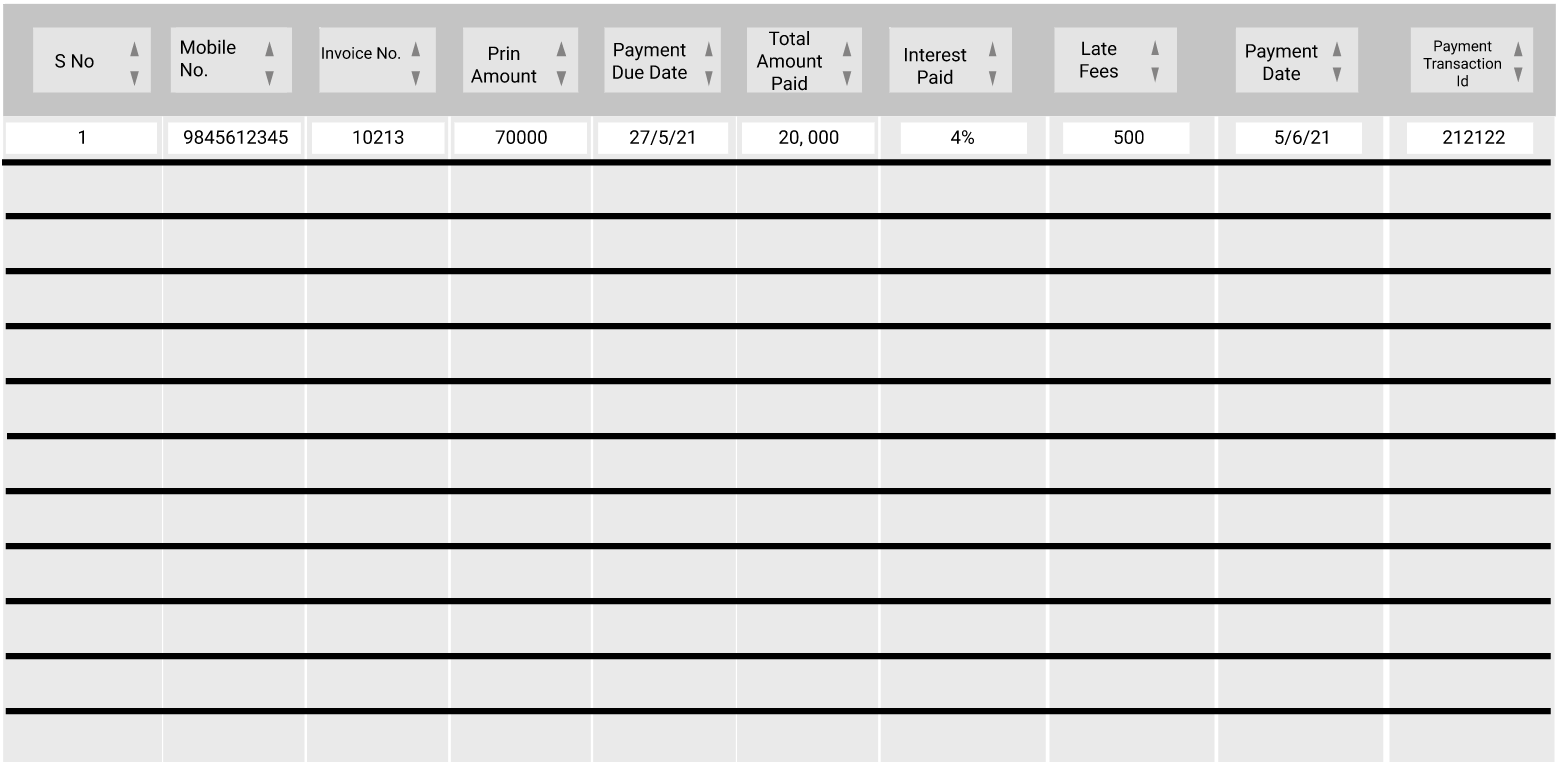 S No
Mobile
No.
Invoice No.
Prin
Amount
Payment
Due Date
Total
Amount
Paid
Interest
Paid
Late
Fees
Payment
Date
Payment
Transaction
Id
1 9845612345 10213 70000 27/5/21 20, 000 4% 500 5/6/21 212122